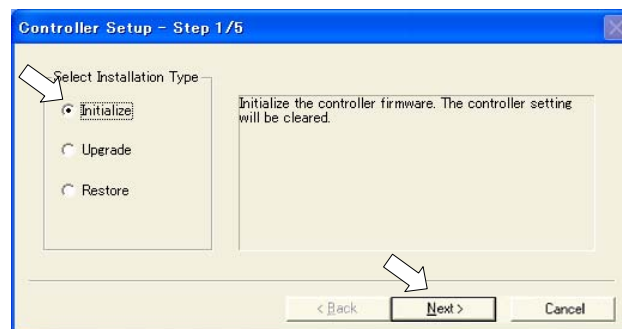 Controller Setup - Step 1/5
Select Installation Type
Initialize
Upgrade
Restore
Initialize the controller firmware. The controller setting
will be cleared.
< Back
Next >
Cancel